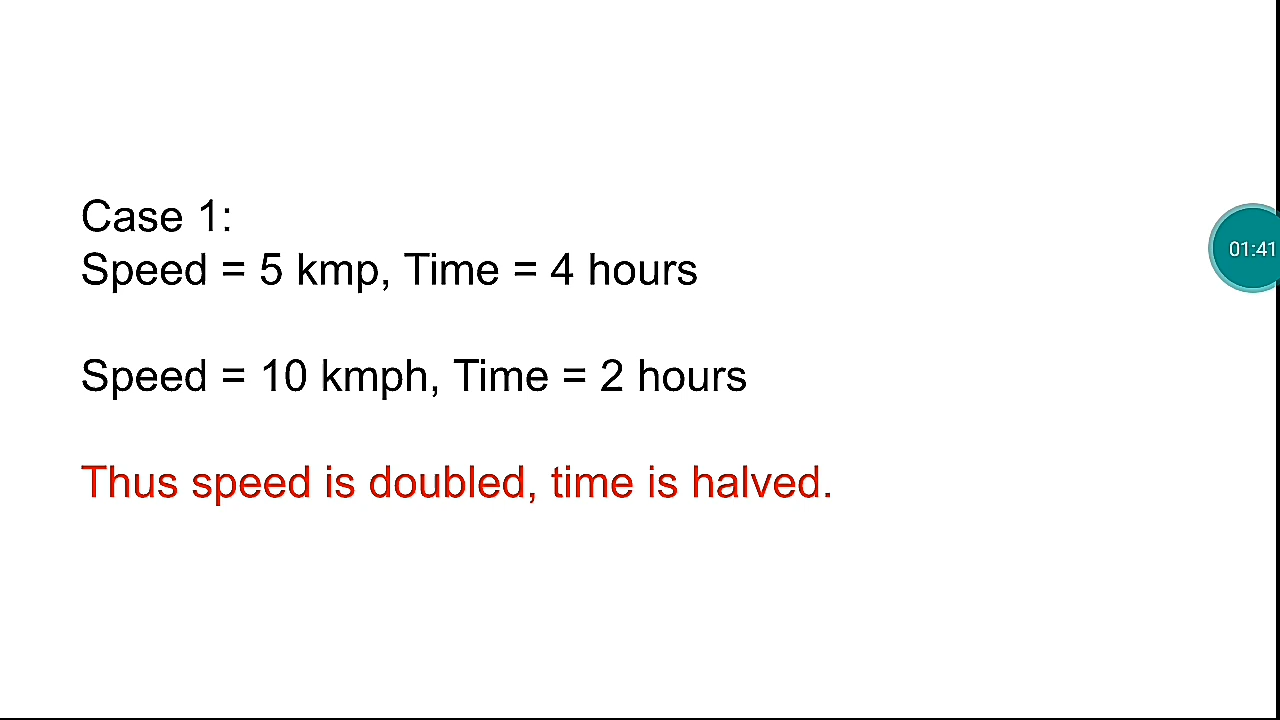 Case 1:
Speed = 5 kmp, Time = 4 hours
01:41
Speed = 10 kmph, Time = 2 hours
Thus speed is doubled, time is halved.